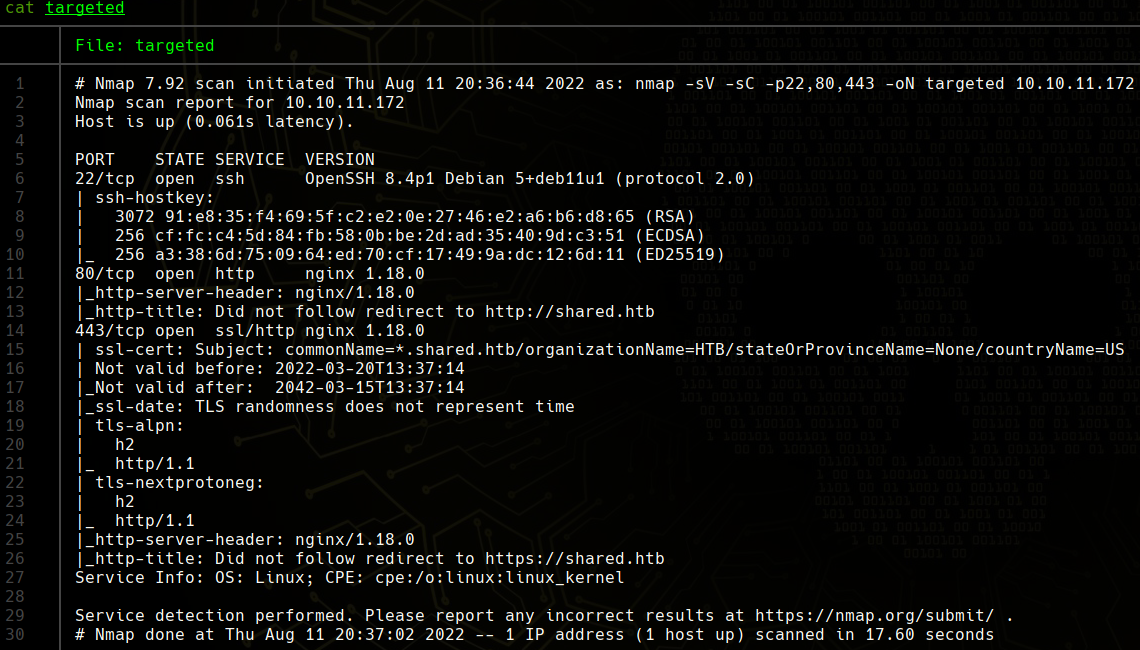 cat targeted
File: targeted
1 # Nmap 7.92 scan initiated Thu Aug 11 20:36:44 2022 as: nmap -sV -sC -p22,80,443 -oN targeted 10.10.11.172
2 Nmap scan report for 10.10.11.172
3 Host is up (0.061s latency).
4
5 PORT    STATE SERVICE  VERSION
6 22/tcp  open  ssh      OpenSSH 8.4p1 Debian 5+deb11u1 (protocol 2.0)
7 | ssh-hostkey:
8 |   3072 91:e8:35:f4:69:5f:c2:e2:0e:27:46:e2:a6:b6:d8:65 (RSA)
9 |   256 cf:fc:c4:5d:84:fb:58:0b:be:2d:ad:35:40:9d:c3:51 (ECDSA)
10 |_  256 a3:38:6d:75:09:64:ed:70:cf:17:49:9a:dc:12:6d:11 (ED25519)
11 80/tcp  open  http     nginx 1.18.0
12 |_http-server-header: nginx/1.18.0
13 |_http-title: Did not follow redirect to http://shared.htb
14 443/tcp open  ssl/http nginx 1.18.0
15 | ssl-cert: Subject: commonName=*.shared.htb/organizationName=HTB/stateOrProvinceName=None/countryName=US
16 | Not valid before: 2022-03-20T13:37:14
17 |_Not valid after:  2042-03-15T13:37:14
18 |_ssl-date: TLS randomness does not represent time
19 | tls-alpn:
20 |   h2
21 |_  http/1.1
22 | tls-nextprotoneg:
23 |   h2
24 |_  http/1.1
25 |_http-server-header: nginx/1.18.0
26 |_http-title: Did not follow redirect to https://shared.htb
27 Service Info: OS: Linux; CPE: cpe:/o:linux:linux_kernel
28
29 Service detection performed. Please report any incorrect results at https://nmap.org/submit/ .
30 # Nmap done at Thu Aug 11 20:37:02 2022 -- 1 IP address (1 host up) scanned in 17.60 seconds